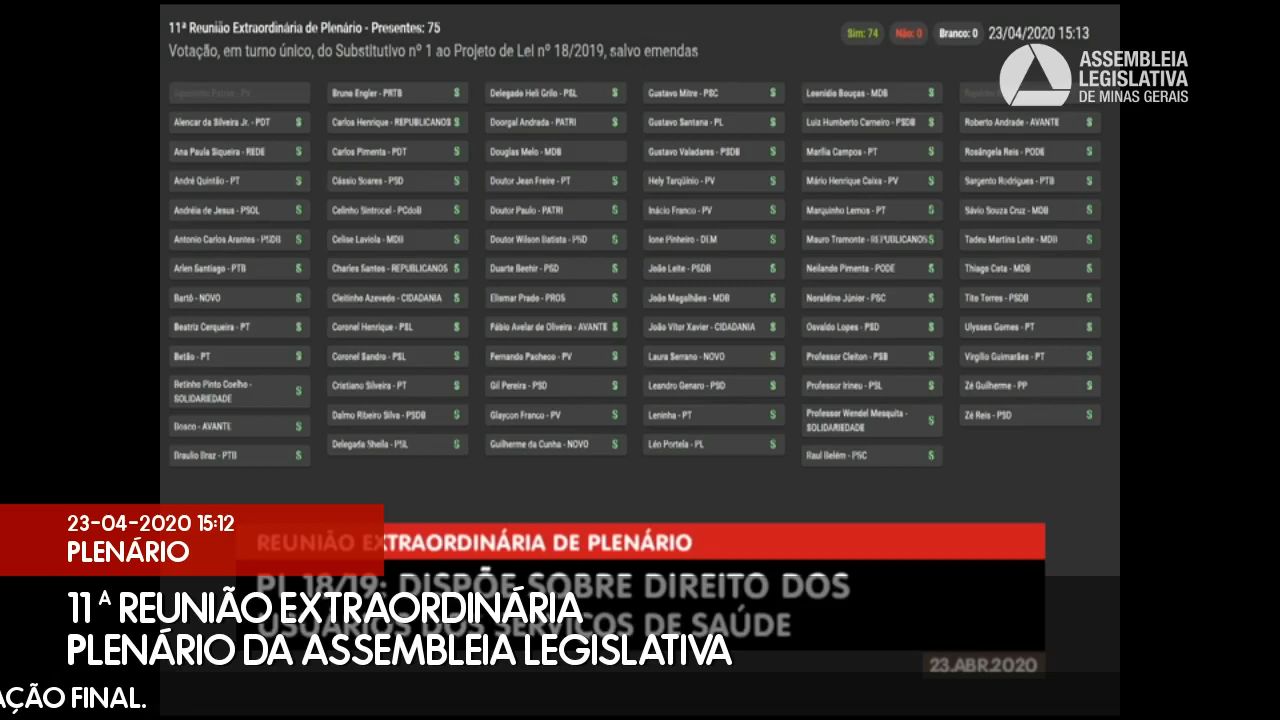 11ª Reunião Extraordinária de Plenário - Presentes: 75
Sim: 74
Não: 0
Branco: 0
23/04/2020 15:13
Votação, em turno único, do Substitutivo nº 1 ao Projeto de Lei nº 18/2019, salvo emendas
ASSEMBLEIA
LEGISLATIVA
DE MINAS GERAIS
Alencar da Silveira Jr. - PDT S
Ana Paula Siqueira - REDE S
André Quintão - PT S
Andréia de Jesus - PSOL S
Antonio Carlos Arantes - PSDB S
Arlen Santiago - PTB S
Bartô - NOVO S
Beatriz Cerqueira - PT S
Betão - PT S
Betinho Pinto Coelho -
SOLIDARIEDADE S
Bosco - AVANTE S
Braulio Braz - PTB S
Bruno Engler - PRTB S
Carlos Henrique - REPUBLICANOS S
Carlos Pimenta - PDT S
Cássio Soares - PSD S
Celinho Sintrocel - PCdoB S
Celise Laviola - MDB S
Charles Santos - REPUBLICANOS S
Cleitinho Azevedo - CIDADANIA S
Coronel Henrique - PSL S
Coronel Sandro - PSL S
Cristiano Silveira - PT S
Dalmo Ribeiro Silva - PSDB S
Delegada Sheila - PSL S
Delegado Heli Grilo - PSL S
Doorgal Andrada - PATRI S
Douglas Melo - MDB
Doutor Jean Freire - PT S
Doutor Paulo - PATRI S
Doutor Wilson Batista - PSD S
Duarte Bechir - PSD S
Elismar Prado - PROS S
Fábio Avelar de Oliveira - AVANTE S
Fernando Pacheco - PV S
Gil Pereira - PSD S
Glaycon Franco - PV S
Guilherme da Cunha - NOVO S
Gustavo Mitre - PSC S
Gustavo Santana - PL S
Gustavo Valadares - PSDB S
Hely Tarqüínio - PV S
Inácio Franco - PV S
Ione Pinheiro - DEM S
João Leite - PSDB S
João Magalhães - MDB S
João Vítor Xavier - CIDADANIA S
Laura Serrano - NOVO S
Leandro Genaro - PSD S
Leninha - PT S
Léo Portela - PL S
Leonídio Bouças - MDB S
Luiz Humberto Carneiro - PSDB S
Marília Campos - PT S
Mário Henrique Caixa - PV S
Marquinho Lemos - PT S
Mauro Tramonte - REPUBLICANOS S
Neilando Pimenta - PODE S
Noraldino Júnior - PSC S
Osvaldo Lopes - PSD S
Professor Cleiton - PSB S
Professor Irineu - PSL S
Professor Wendel Mesquita -
SOLIDARIEDADE S
Raul Belém - PSC S
Roberto Andrade - AVANTE S
Rosângela Reis - PODE S
Sargento Rodrigues - PTB S
Sávio Souza Cruz - MDB S
Tadeu Martins Leite - MDB S
Thiago Cota - MDB S
Tito Torres - PSDB S
Ulysses Gomes - PT S
Virgílio Guimarães - PT S
Zé Guilherme - PP S
Zé Reis - PSD S
REUNIÃO EXTRAORDINÁRIA DE PLENÁRIO
PL 18/19: DISPÕE SOBRE DIREITO DOS
USUÁRIOS DOS SERVIÇOS DE SAÚDE
23.ABR.2020
23-04-2020 15:12
PLENÁRIO
11ª REUNIÃO EXTRAORDINÁRIA
PLENÁRIO DA ASSEMBLEIA LEGISLATIVA
AÇÃO FINAL.